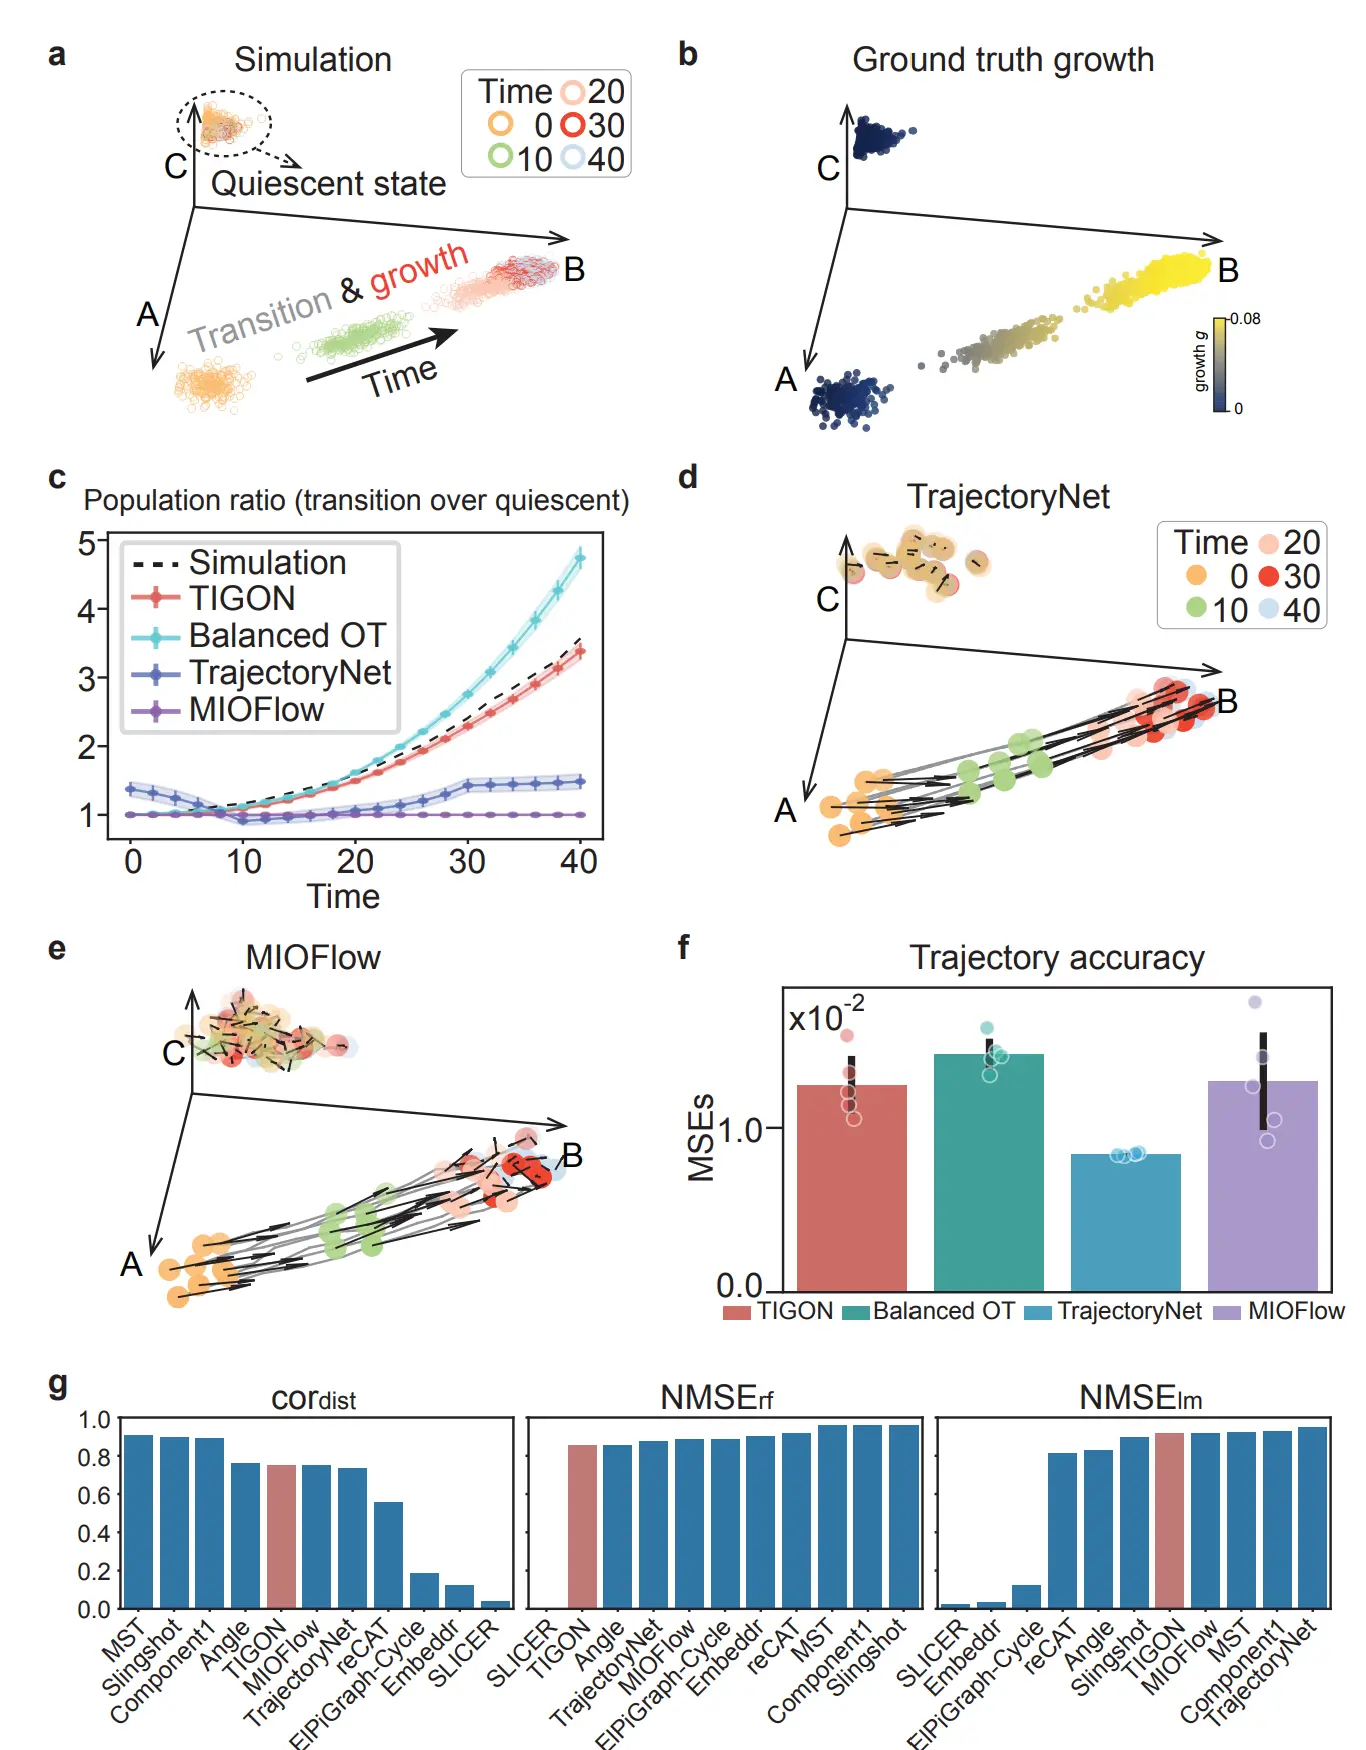 a
Simulation
Time 20
0 30
10 40
C
Quiescent state
Transition & growth
B
A
Time
b
Ground truth growth
C
B
A
0.08
growth g
0
c
Population ratio (transition over quiescent)
5
4
3
2
1
Simulation
TIGON
Balanced OT
TrajectoryNet
MIOFlow
0 10 20 30 40
Time
d
TrajectoryNet
Time 20
0 30
10 40
C
B
A
e
MIOFlow
C
B
A
f
Trajectory accuracy
x10-2
MSEs
1.0
0.0
TIGON Balanced OT TrajectoryNet MIOFlow
g
cordist
1.0
0.8
0.6
0.4
0.2
0.0
MST
Slingshot
Component1
Angle
TIGON
MIOFlow
TrajectoryNet
reCAT
ElPiGraph-Cycle
Embeddr
SLICER
NMSErf
SLICER
TIGON
Angle
TrajectoryNet
MIOFlow
ElPiGraph-Cycle
Embeddr
reCAT
MST
Component1
Slingshot
NMSElm
SLICER
Embeddr
ElPiGraph-Cycle
reCAT
Angle
Slingshot
TIGON
MIOFlow
MST
Component1
TrajectoryNet